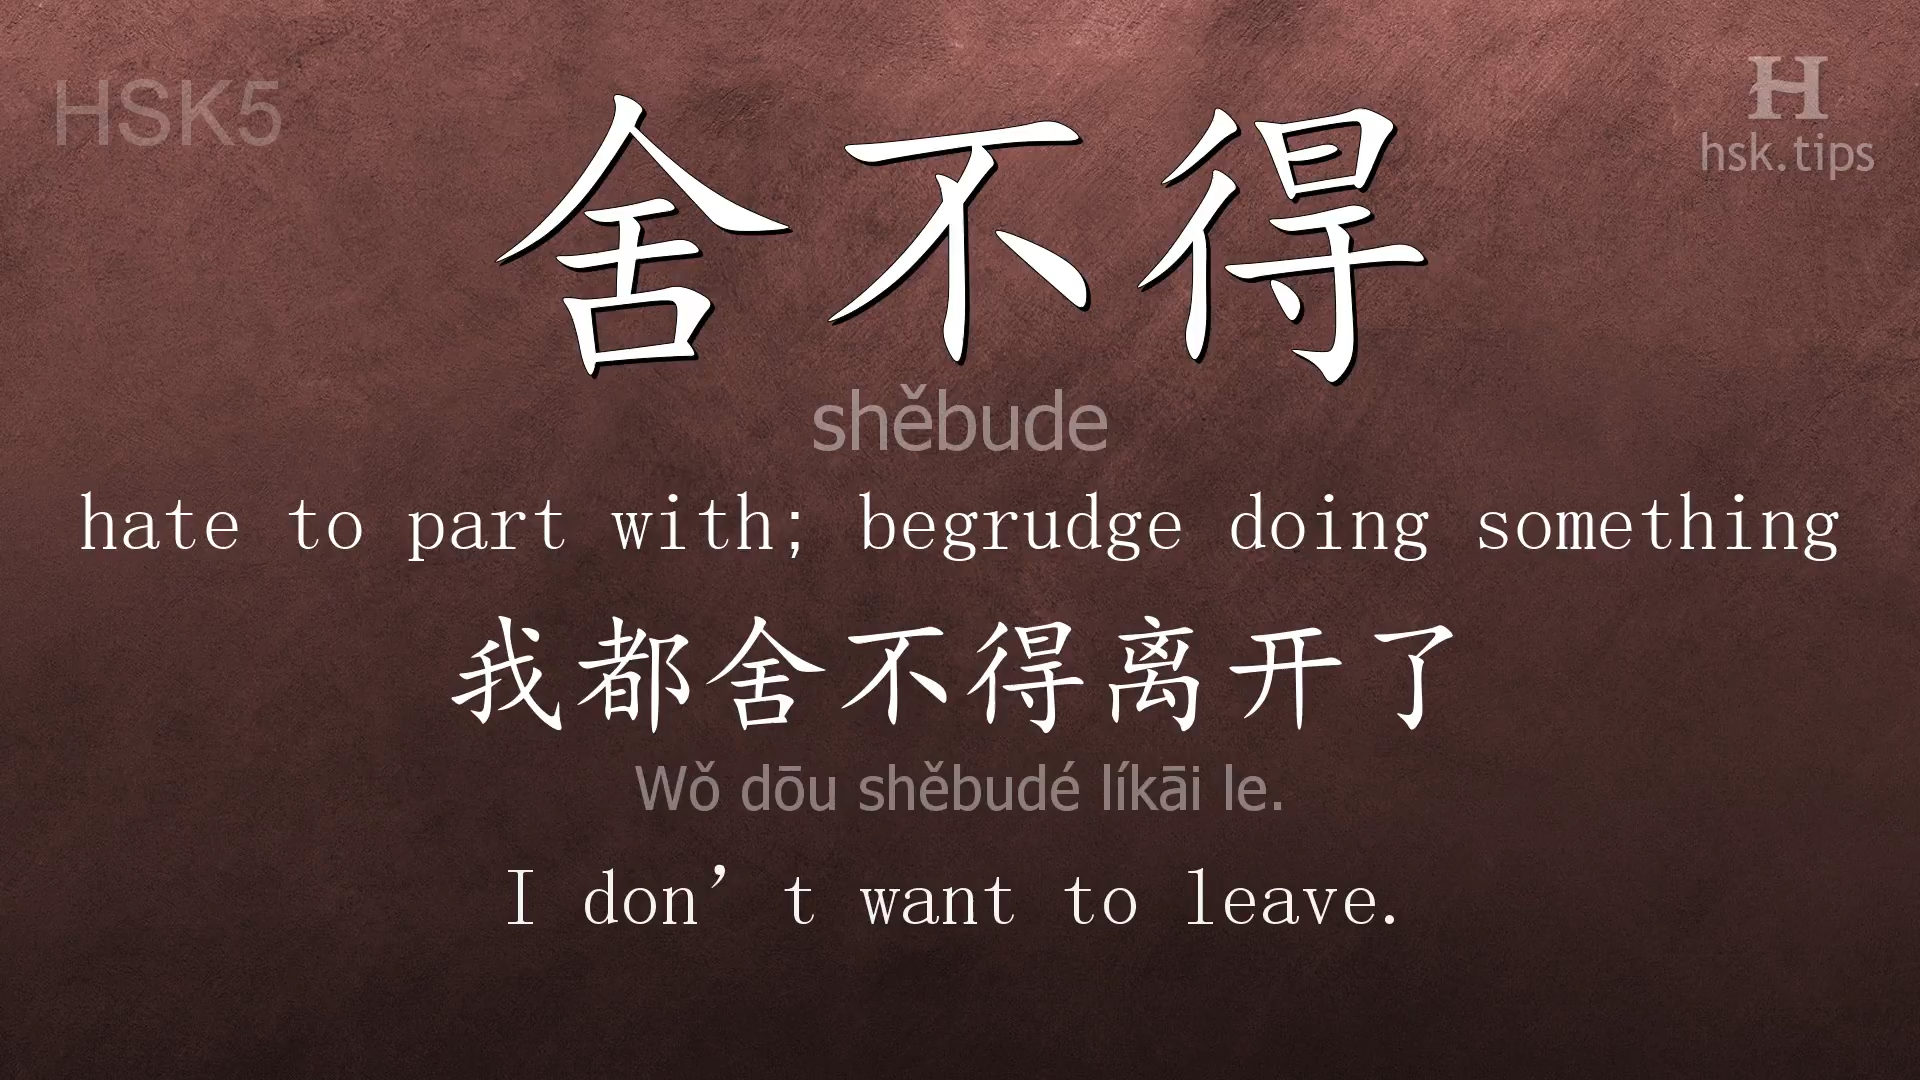 HSK5
H
hsk.tips
舍不得
shěbude
hate to part with; begrudge doing something
我都舍不得离开了
Wǒ dōu shěbudé líkāi le.
I don’t want to leave.